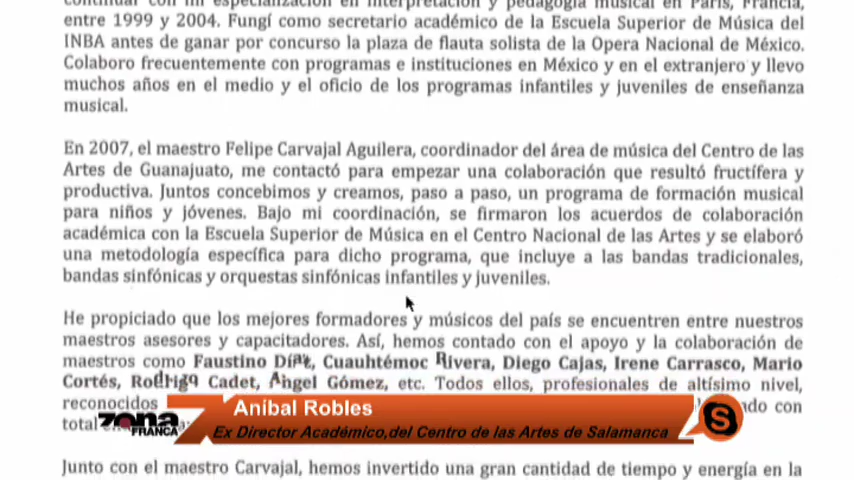 continuar con mi especialización en interpretación y pedagogía musical en París, Francia,
entre 1999 y 2004. Fungí como secretario académico de la Escuela Superior de Música del
INBA antes de ganar por concurso la plaza de flauta solista de la Opera Nacional de México.
Colaboro frecuentemente con programas e instituciones en México y en el extranjero y llevo
muchos años en el medio y el oficio de los programas infantiles y juveniles de enseñanza
musical.
En 2007, el maestro Felipe Carvajal Aguilera, coordinador del área de música del Centro de las
Artes de Guanajuato, me contactó para empezar una colaboración que resultó fructífera y
productiva. Juntos concebimos y creamos, paso a paso, un programa de formación musical
para niños y jóvenes. Bajo mi coordinación, se firmaron los acuerdos de colaboración
académica con la Escuela Superior de Música en el Centro Nacional de las Artes y se elaboró
una metodología específica para dicho programa, que incluye a las bandas tradicionales,
bandas sinfónicas y orquestas sinfónicas infantiles y juveniles.
He propiciado que los mejores formadores y músicos del país se encuentren entre nuestros
maestros asesores y capacitadores. Así, hemos contado con el apoyo y la colaboración de
maestros como Faustino Díaz, Cuauhtémoc Rivera, Diego Cajas, Irene Carrasco, Mario
Cortés, Rodrigo Cadet, Angel Gómez, etc. Todos ellos, profesionales de altísimo nivel,
reconocidos con
total
Aníbal Robles
zona
FRANCA
Ex Director Académico,del Centro de las Artes de Salamanca
S
Junto con el maestro Carvajal, hemos invertido una gran cantidad de tiempo y energía en la